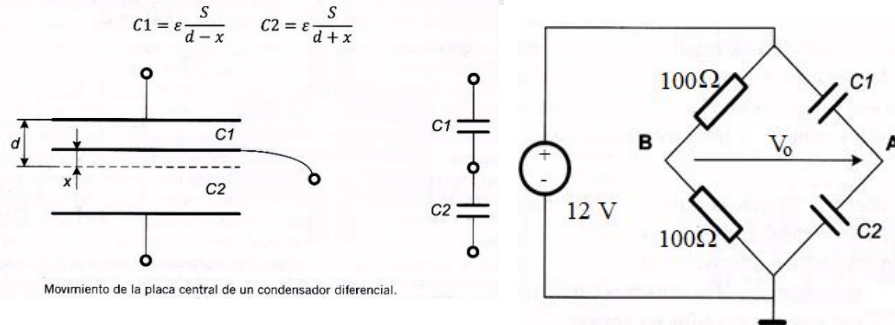 C1 = ε S / (d − x)   C2 = ε S / (d + x)
d
x
C1
C2
C1
C2
Movimiento de la placa central de un condensador diferencial.
100Ω
C1
B
V₀
A
+
-
12 V
100Ω
C2